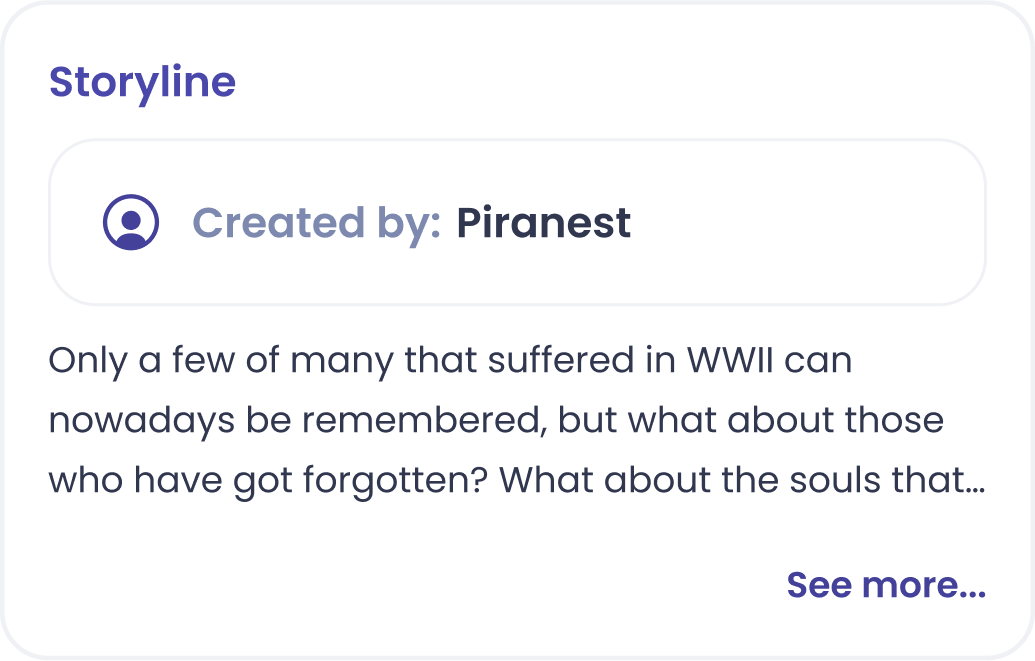 Storyline
Created by: Piranest
Only a few of many that suffered in WWII can
nowadays be remembered, but what about those
who have got forgotten? What about the souls that...
See more...